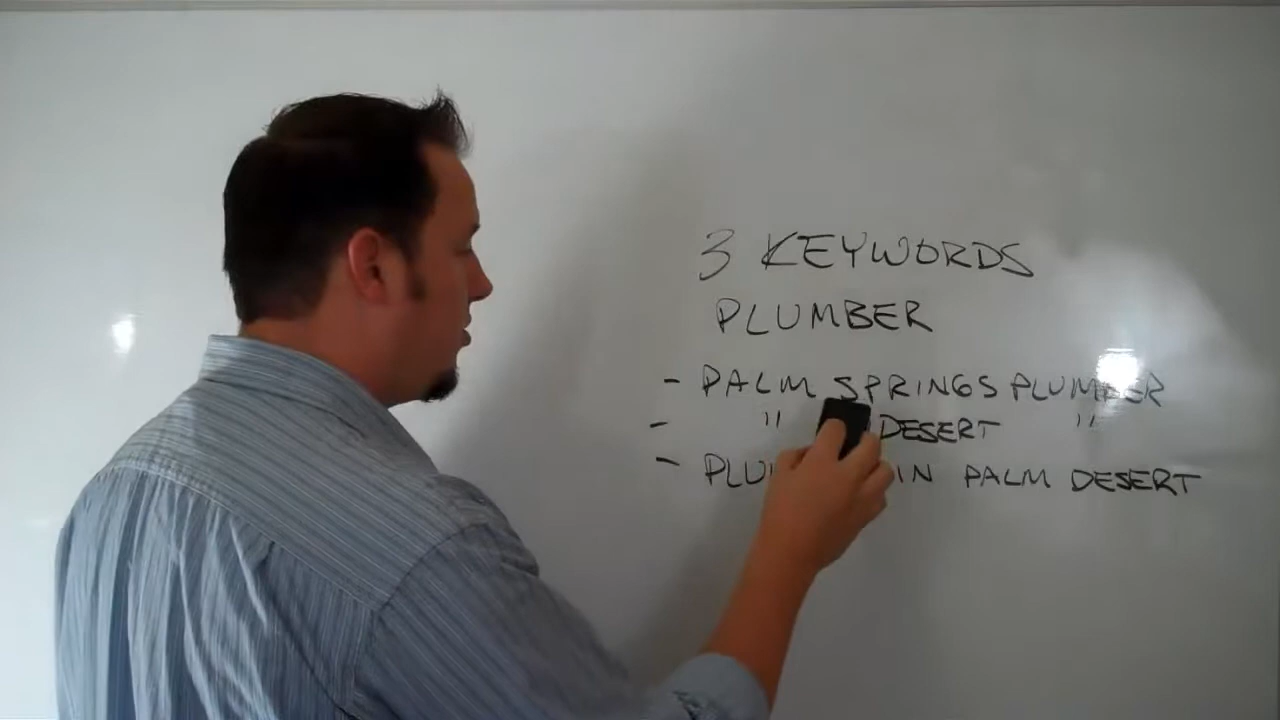 3 KEYWORDS
PLUMBER
- PALM SPRINGS PLUMBER
- " DESERT "
- IN PALM DESERT